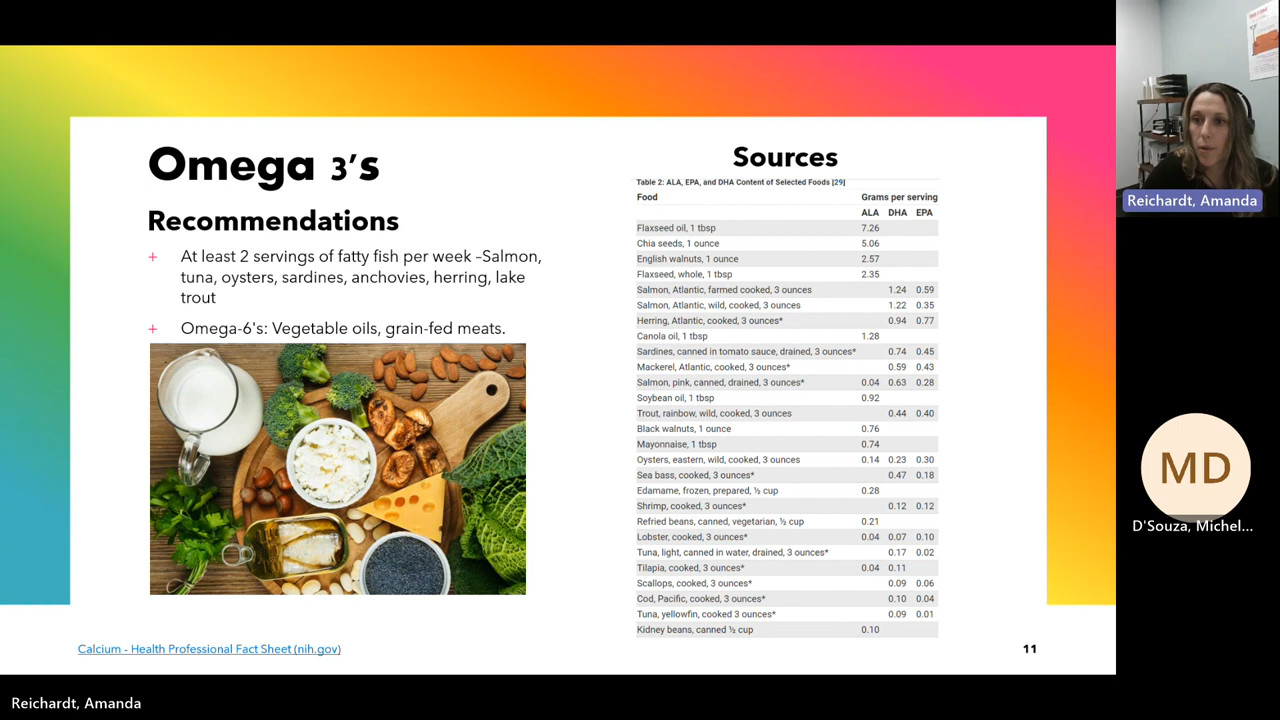 Omega 3's
Recommendations
+ At least 2 servings of fatty fish per week –Salmon,
tuna, oysters, sardines, anchovies, herring, lake
trout
+ Omega-6's: Vegetable oils, grain-fed meats.
Sources
Table 2: ALA, EPA, and DHA Content of Selected Foods [29]
Food Grams per serving
ALA DHA EPA
Flaxseed oil, 1 tbsp 7.26
Chia seeds, 1 ounce 5.06
English walnuts, 1 ounce 2.57
Flaxseed, whole, 1 tbsp 2.35
Salmon, Atlantic, farmed cooked, 3 ounces 1.24 0.59
Salmon, Atlantic, wild, cooked, 3 ounces 1.22 0.35
Herring, Atlantic, cooked, 3 ounces* 0.94 0.77
Canola oil, 1 tbsp 1.28
Sardines, canned in tomato sauce, drained, 3 ounces* 0.74 0.45
Mackerel, Atlantic, cooked, 3 ounces* 0.59 0.43
Salmon, pink, canned, drained, 3 ounces* 0.04 0.63 0.28
Soybean oil, 1 tbsp 0.92
Trout, rainbow, wild, cooked, 3 ounces 0.44 0.40
Black walnuts, 1 ounce 0.76
Mayonnaise, 1 tbsp 0.74
Oysters, eastern, wild, cooked, 3 ounces 0.14 0.23 0.30
Sea bass, cooked, 3 ounces* 0.47 0.18
Edamame, frozen, prepared, ½ cup 0.28
Shrimp, cooked, 3 ounces* 0.12 0.12
Refried beans, canned, vegetarian, ½ cup 0.21
Lobster, cooked, 3 ounces* 0.04 0.07 0.10
Tuna, light, canned in water, drained, 3 ounces* 0.17 0.02
Tilapia, cooked, 3 ounces* 0.04 0.11
Scallops, cooked, 3 ounces* 0.09 0.06
Cod, Pacific, cooked, 3 ounces* 0.10 0.04
Tuna, yellowfin, cooked 3 ounces* 0.09 0.01
Kidney beans, canned ½ cup 0.10
Calcium - Health Professional Fact Sheet (nih.gov)
11
Reichardt, Amanda
MD
D'Souza, Michel...
Reichardt, Amanda